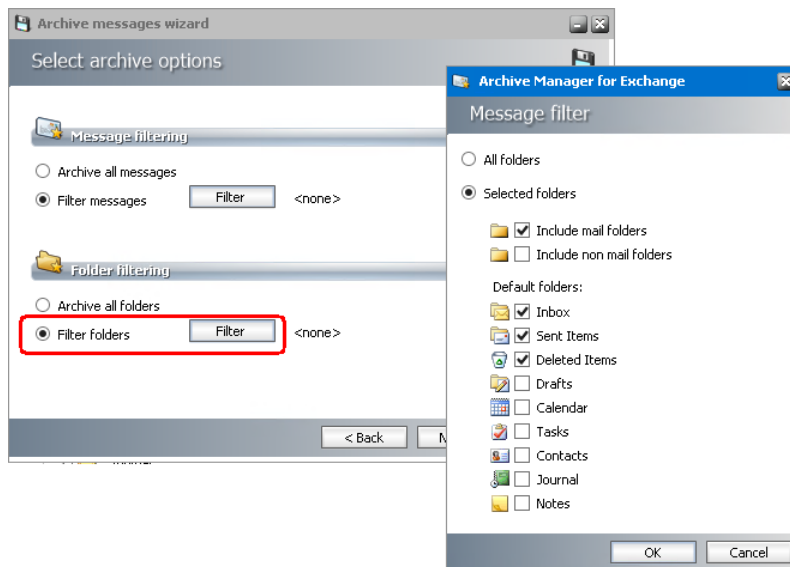 Archive messages wizard
Select archive options
Message filtering
Archive all messages
Filter messages
Filter
<none>
Folder filtering
Archive all folders
Filter folders
Filter
<none>
< Back
N
Archive Manager for Exchange
Message filter
All folders
Selected folders
Include mail folders
Include non mail folders
Default folders:
Inbox
Sent Items
Deleted Items
Drafts
Calendar
Tasks
Contacts
Journal
Notes
OK
Cancel